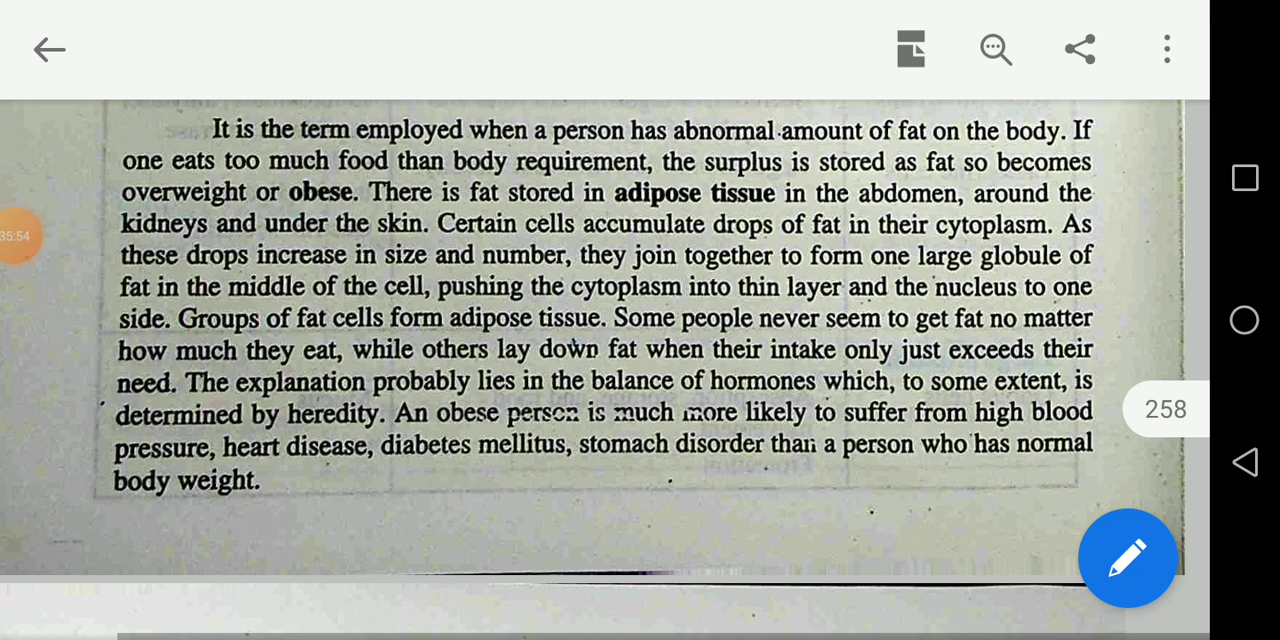 It is the term employed when a person has abnormal amount of fat on the body. If
one eats too much food than body requirement, the surplus is stored as fat so becomes
overweight or obese. There is fat stored in adipose tissue in the abdomen, around the
kidneys and under the skin. Certain cells accumulate drops of fat in their cytoplasm. As
these drops increase in size and number, they join together to form one large globule of
fat in the middle of the cell, pushing the cytoplasm into thin layer and the nucleus to one
side. Groups of fat cells form adipose tissue. Some people never seem to get fat no matter
how much they eat, while others lay down fat when their intake only just exceeds their
need. The explanation probably lies in the balance of hormones which, to some extent, is
determined by heredity. An obese person is much more likely to suffer from high blood
pressure, heart disease, diabetes mellitus, stomach disorder than a person who has normal
body weight.
35:54
258